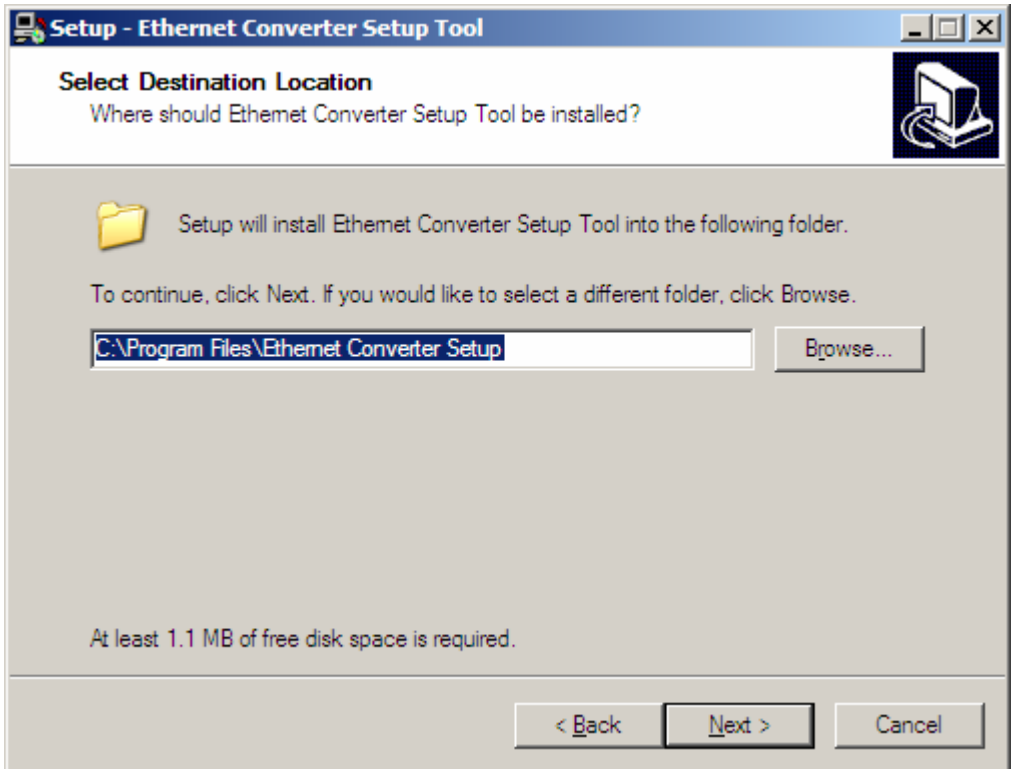 Setup - Ethernet Converter Setup Tool
Select Destination Location
Where should Ethernet Converter Setup Tool be installed?
Setup will install Ethernet Converter Setup Tool into the following folder.
To continue, click Next. If you would like to select a different folder, click Browse.
C:\Program Files\Ethernet Converter Setup
Browse...
At least 1.1 MB of free disk space is required.
< Back
Next >
Cancel